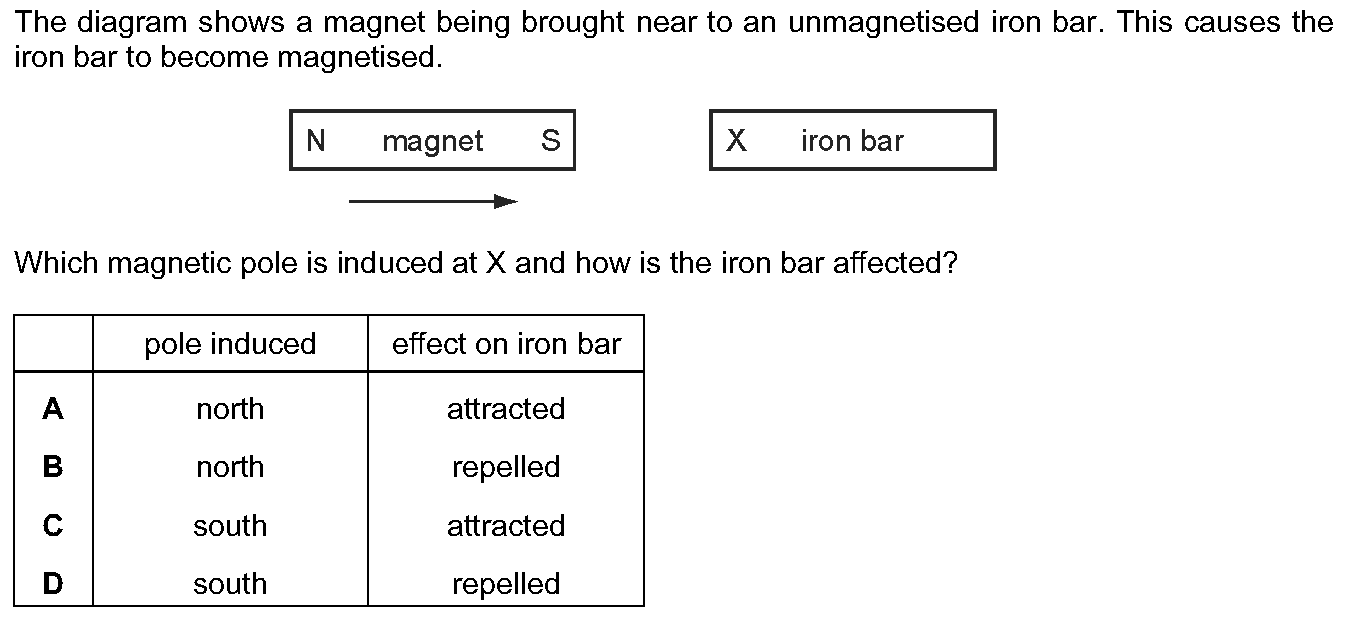 The diagram shows a magnet being brought near to an unmagnetised iron bar. This causes the
iron bar to become magnetised.
N magnet S X iron bar
Which magnetic pole is induced at X and how is the iron bar affected?
pole induced effect on iron bar
A north attracted
B north repelled
C south attracted
D south repelled